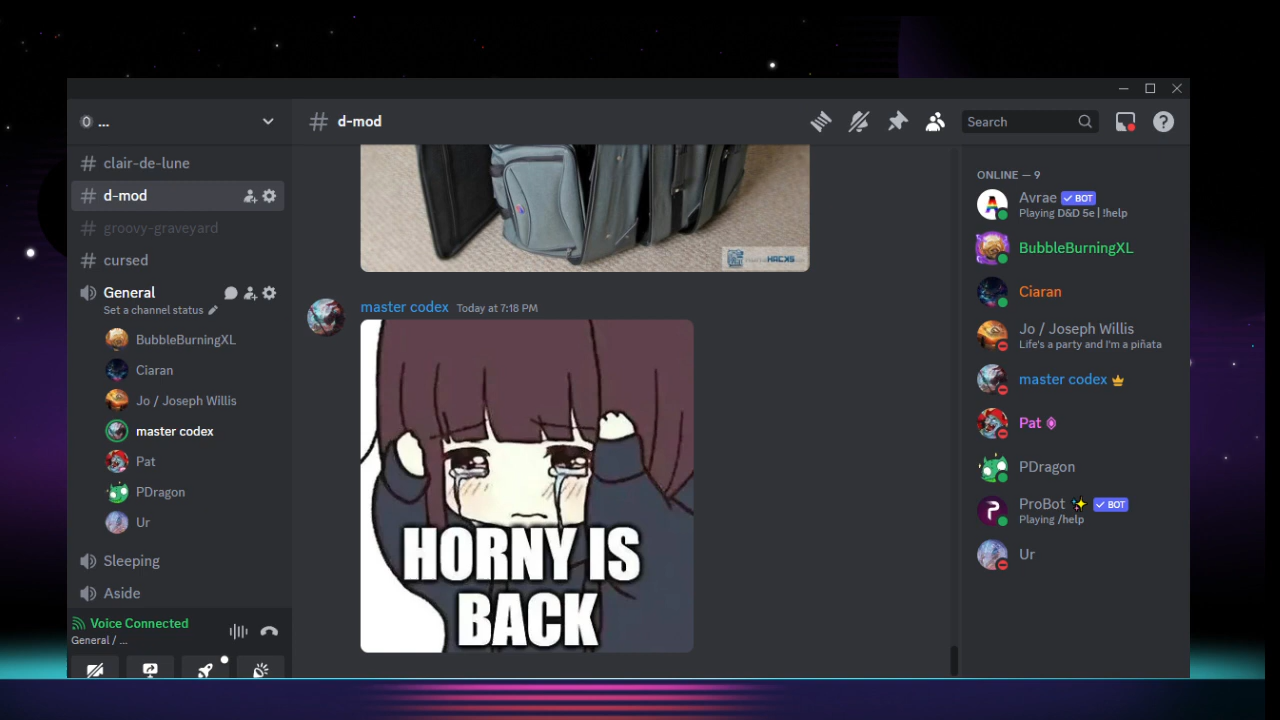 ...
d-mod
Search
clair-de-lune
d-mod
groovy-graveyard
cursed
General
Set a channel status
BubbleBurningXL
Ciaran
Jo / Joseph Willis
master codex
Pat
PDragon
Ur
Sleeping
Aside
Voice Connected
General / ...
HACKS
master codex Today at 7:18 PM
HORNY IS
BACK
ONLINE — 9
Avrae BOT
Playing D&D 5e | !help
BubbleBurningXL
Ciaran
Jo / Joseph Willis
Life's a party and I'm a piñata
master codex
Pat
PDragon
ProBot ✨ BOT
Playing /help
Ur